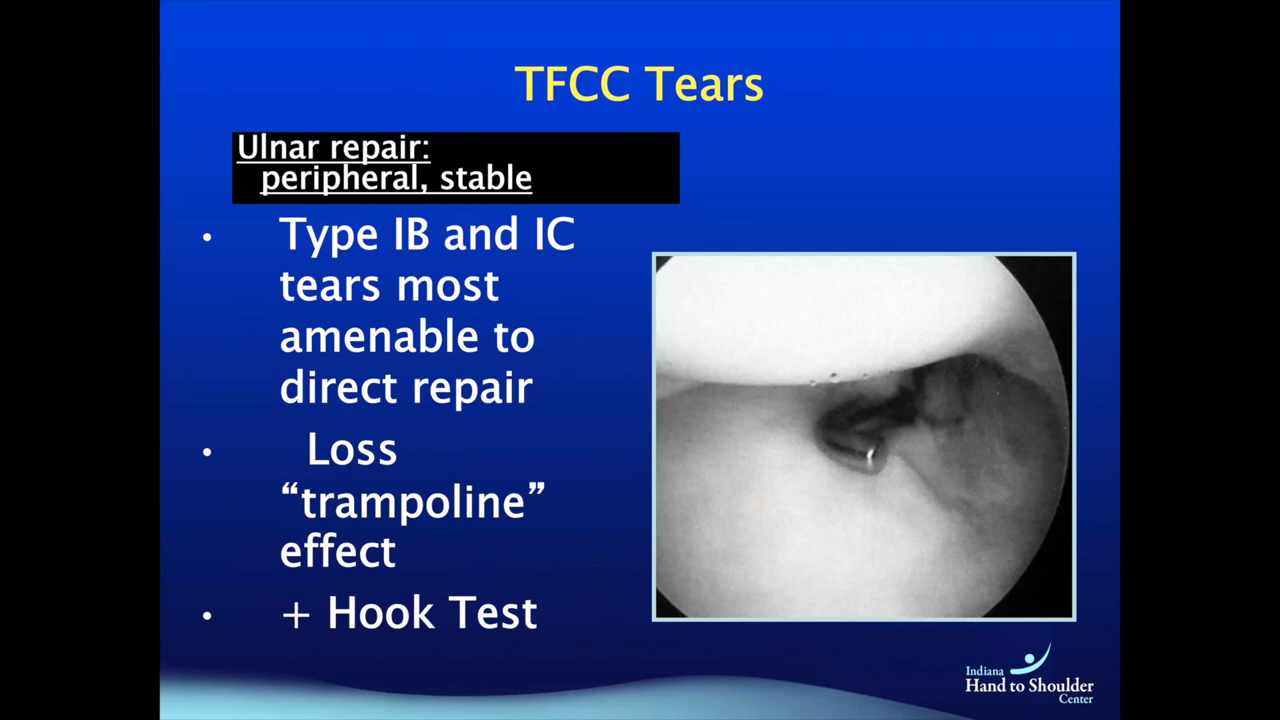 TFCC Tears
Ulnar repair:
peripheral, stable
• Type IB and IC
tears most
amenable to
direct repair
• Loss
“trampoline”
effect
• + Hook Test
Indiana
Hand to Shoulder
Center